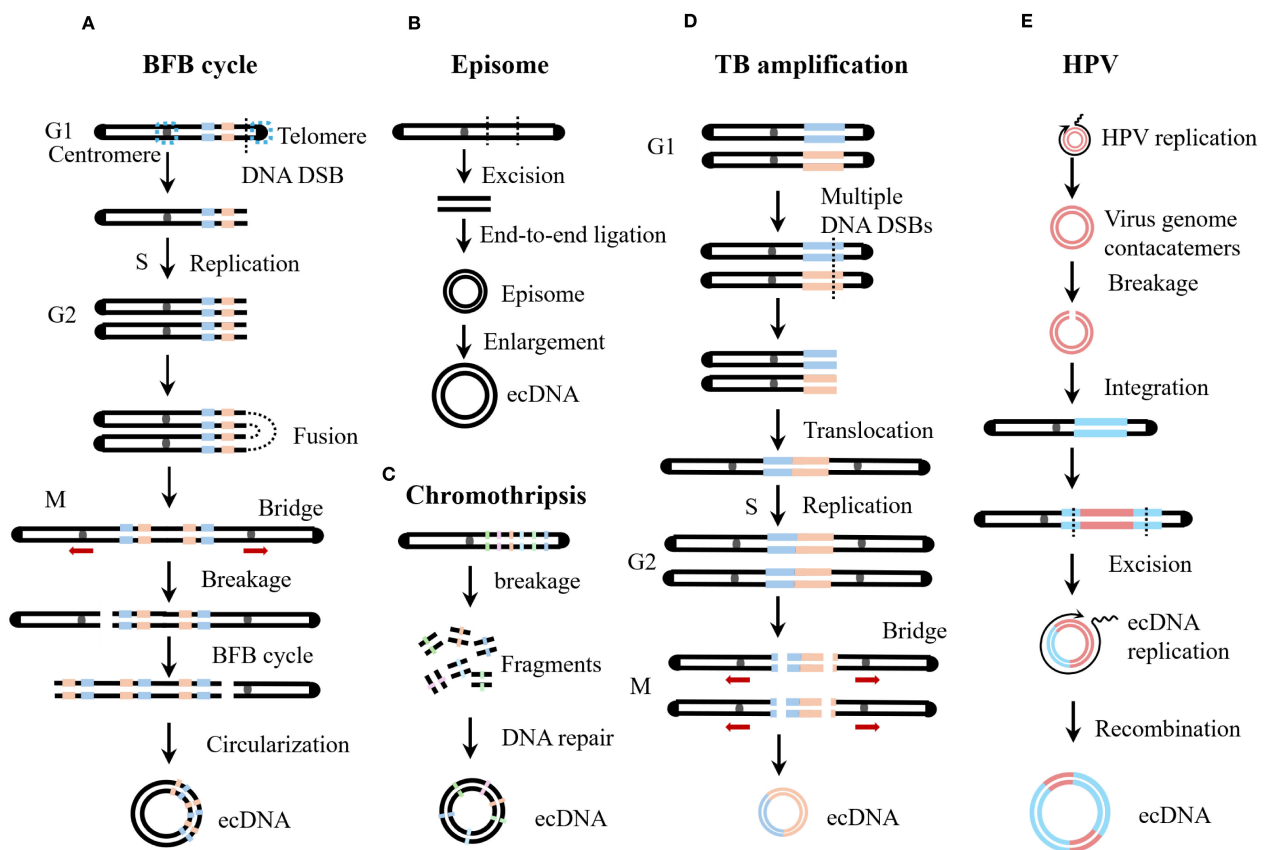 A
BFB cycle
G1
Centromere
Telomere
DNA DSB
S
Replication
G2
Fusion
M
Bridge
Breakage
BFB cycle
Circularization
ecDNA
B
Episome
Excision
End-to-end ligation
Episome
Enlargement
ecDNA
C
Chromothripsis
breakage
Fragments
DNA repair
ecDNA
D
TB amplification
G1
Multiple
DNA DSBs
Translocation
S
Replication
G2
Bridge
M
E
HPV
HPV replication
Virus genome
contacatemers
Breakage
Integration
Excision
ecDNA
replication
Recombination
ecDNA